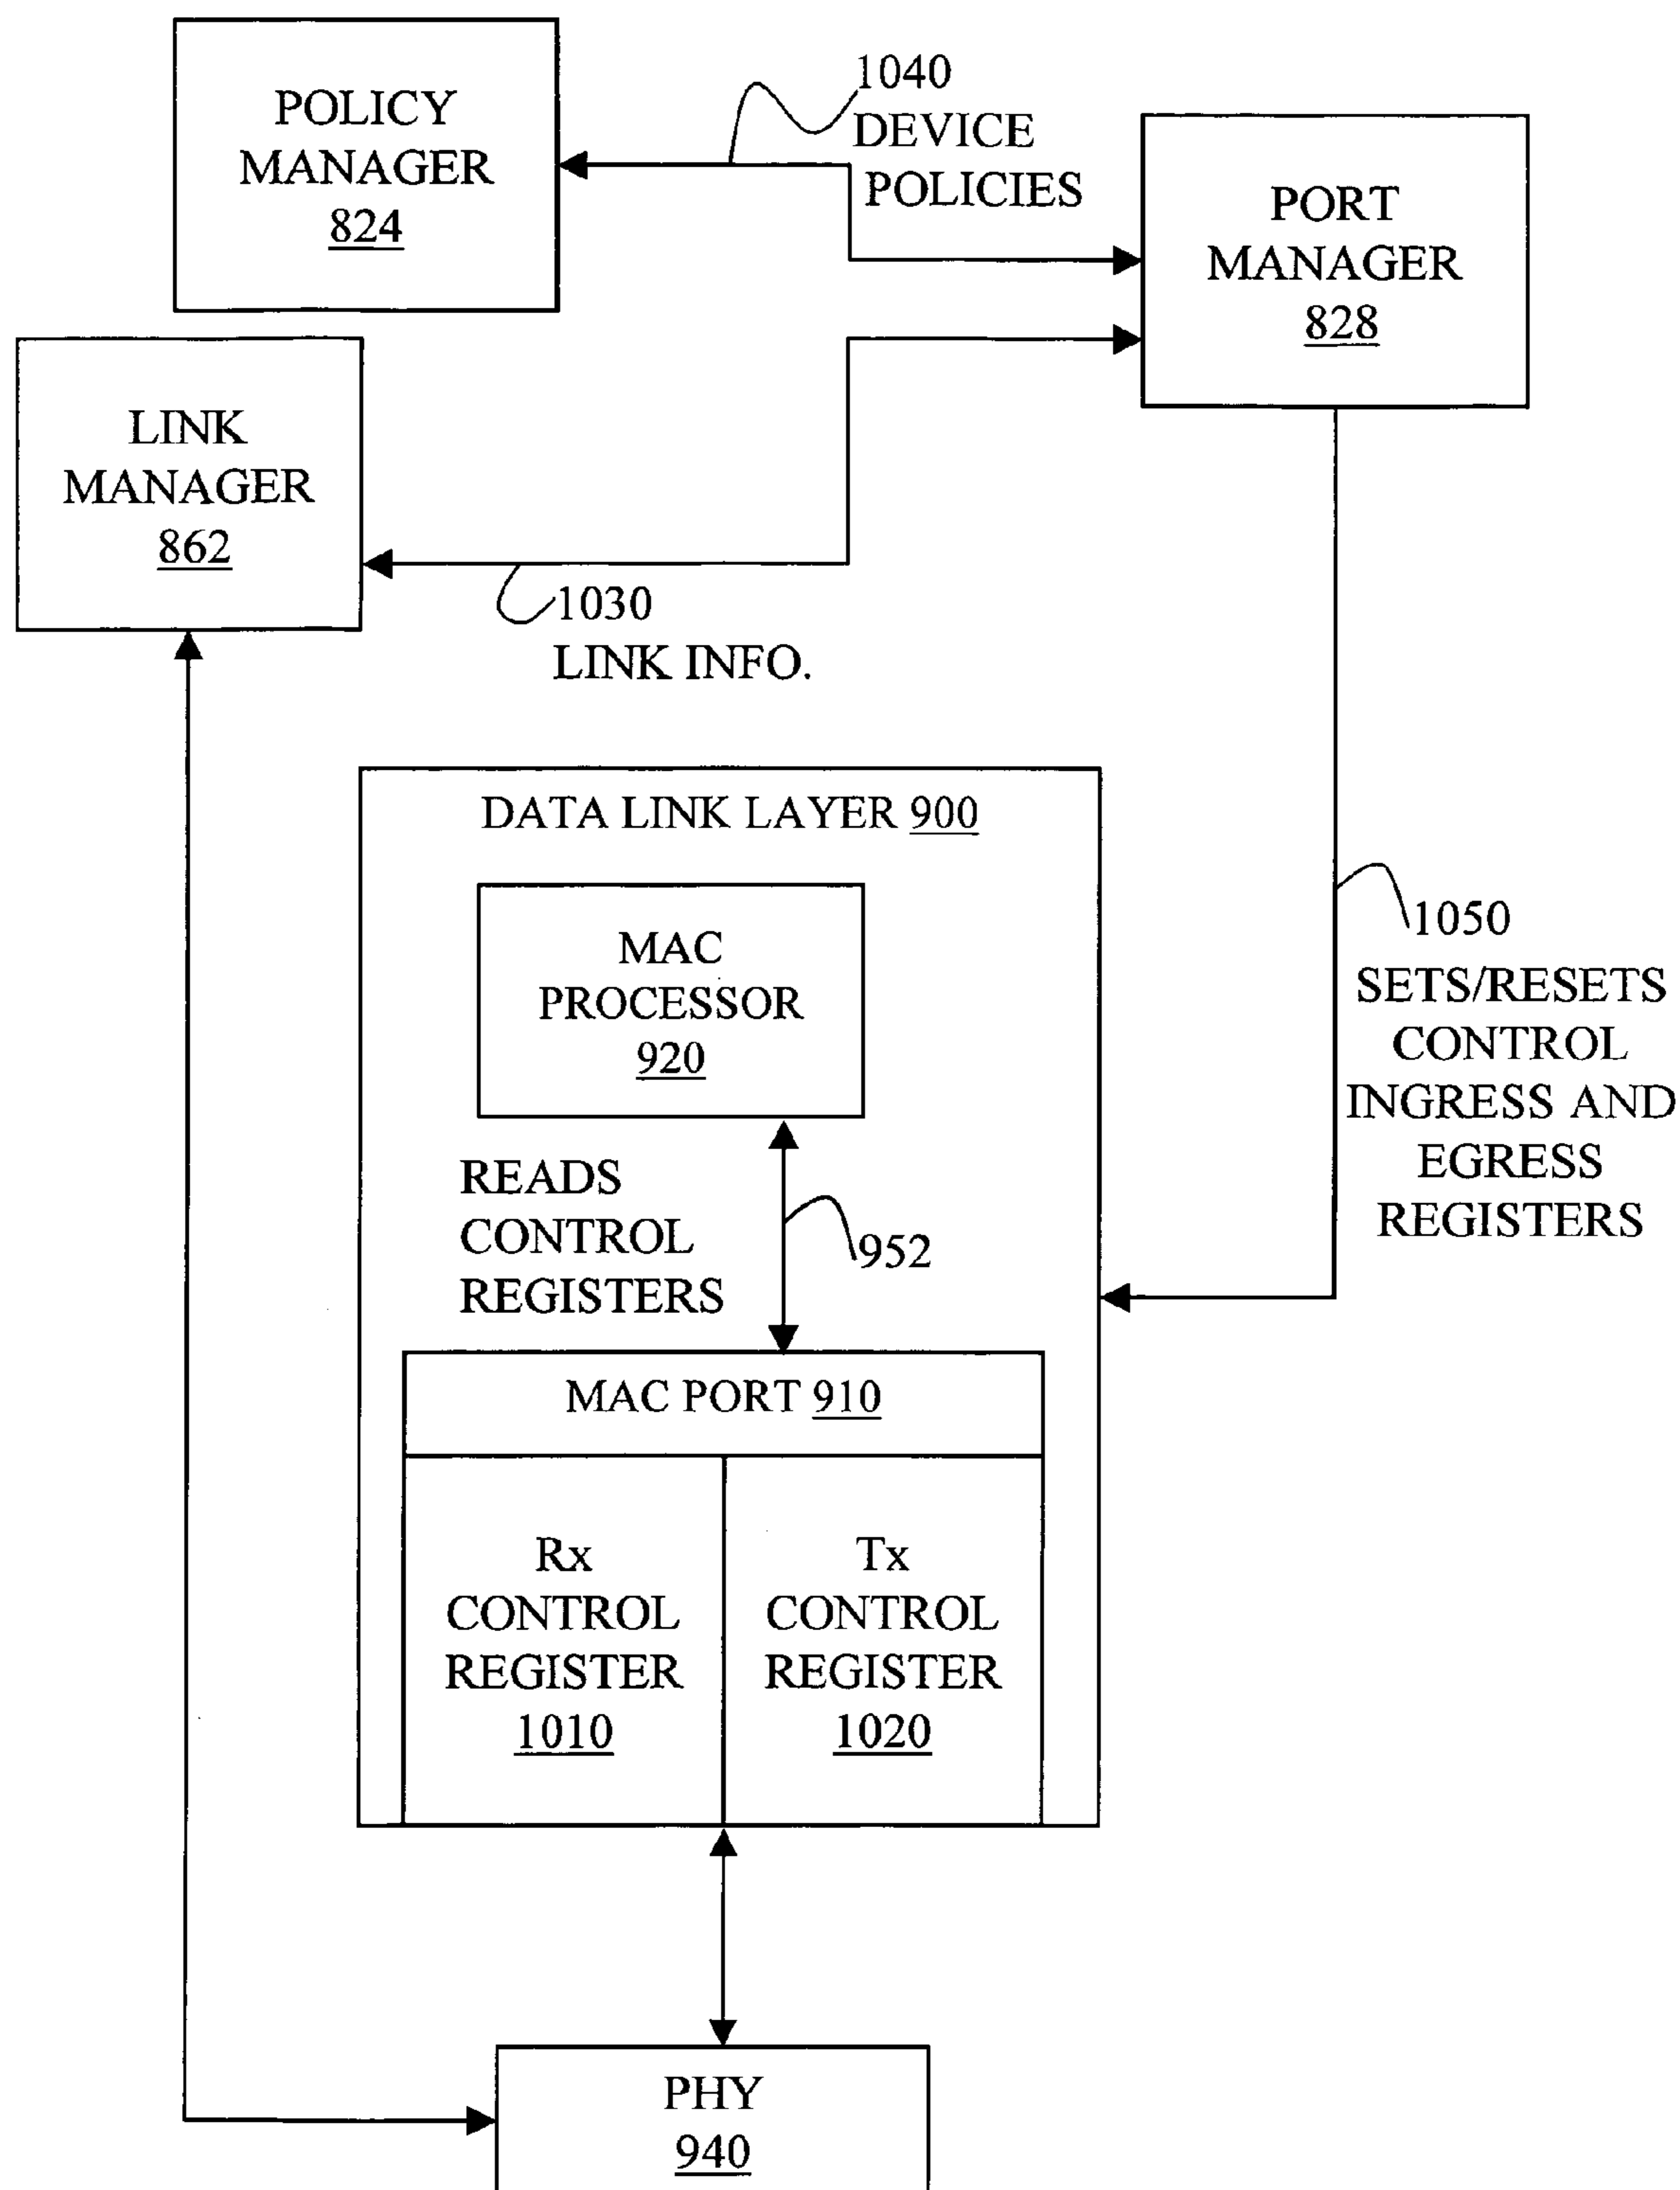 POLICY
MANAGER
824
1040
DEVICE
POLICIES
PORT
MANAGER
828
LINK
MANAGER
862
1030
LINK INFO.
DATA LINK LAYER 900
MAC
PROCESSOR
920
READS
CONTROL
REGISTERS
952
1050
SETS/RESETS
CONTROL
INGRESS AND
EGRESS
REGISTERS
MAC PORT 910
Rx
CONTROL
REGISTER
1010
Tx
CONTROL
REGISTER
1020
PHY
940